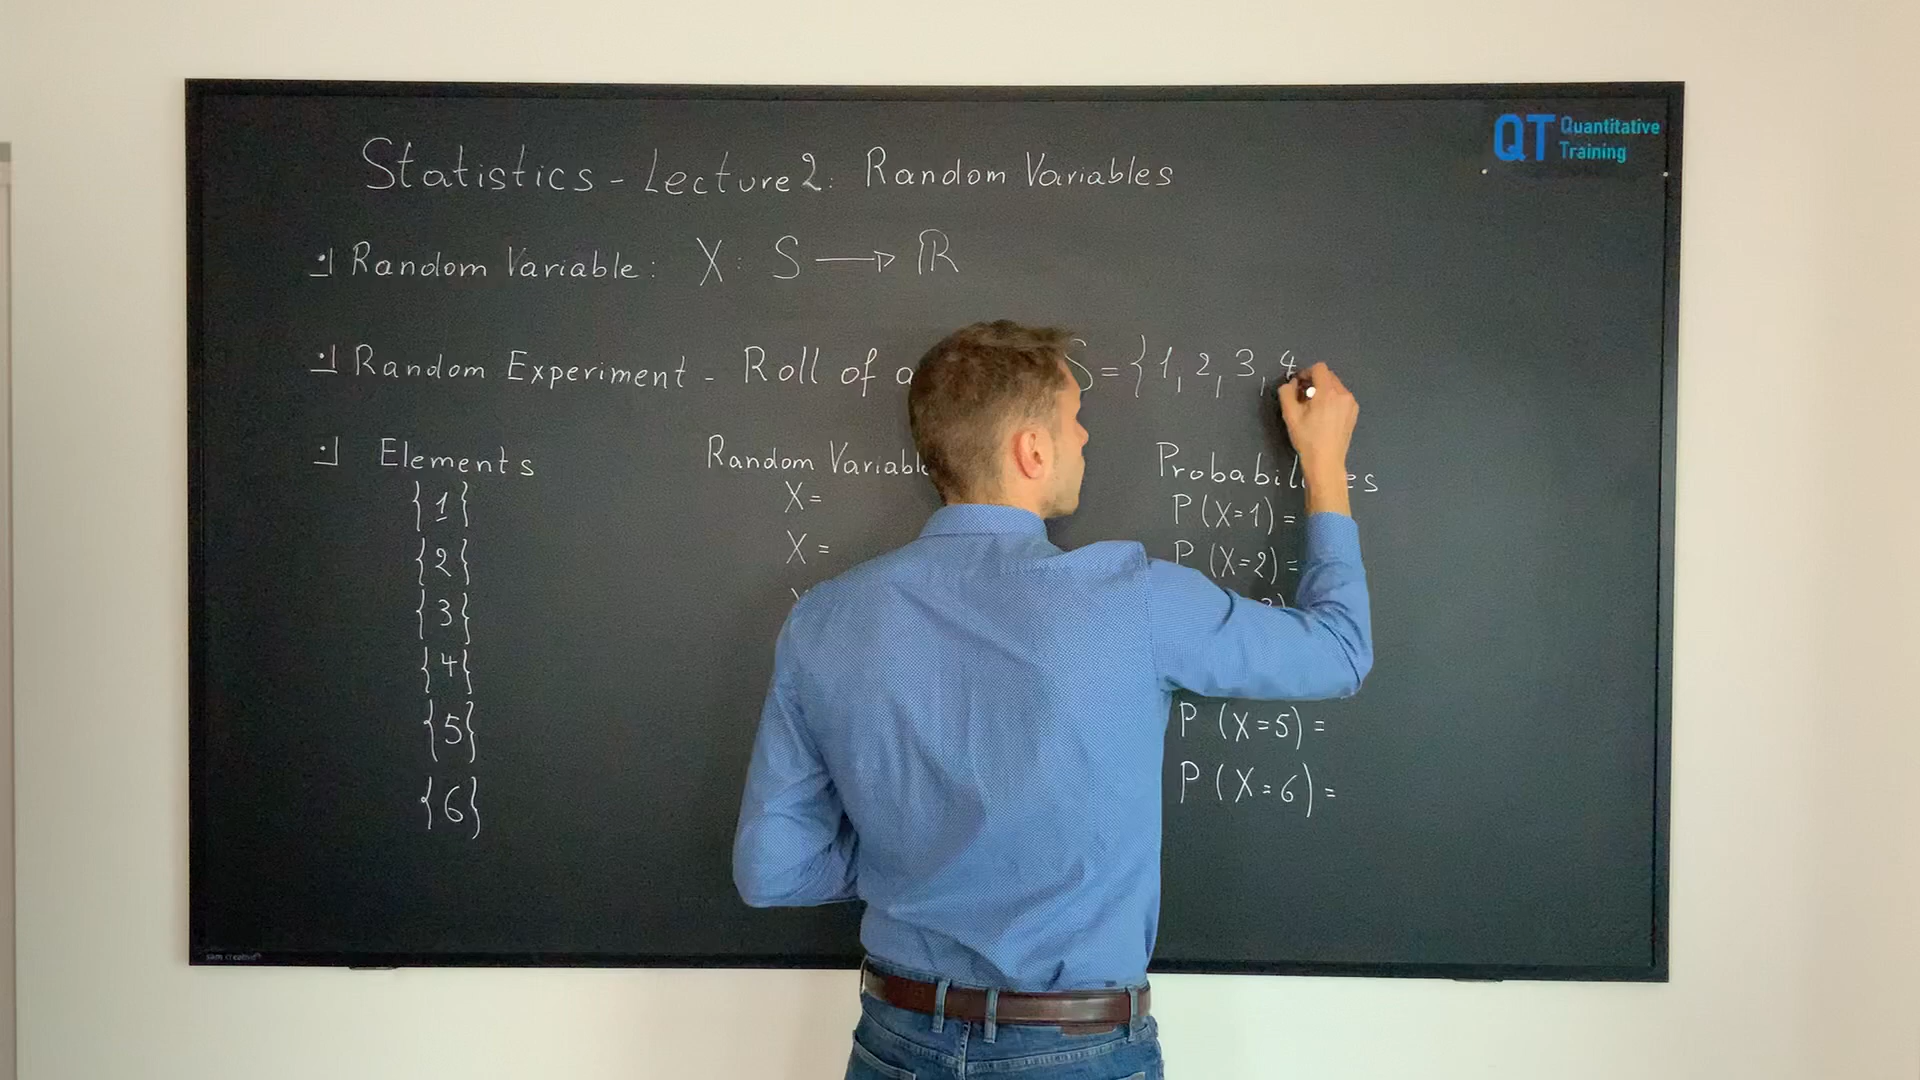 QT Quantitative Training
Statistics - Lecture 2: Random Variables
Random Variable: X: S → ℝ
Random Experiment - Roll of a S = {1, 2, 3, 4
Elements Random Variabl Probabil es
{1} X= P(X=1) =
{2} X= P(X=2) =
{3}
{4}
{5} P(X=5) =
{6} P(X=6) =